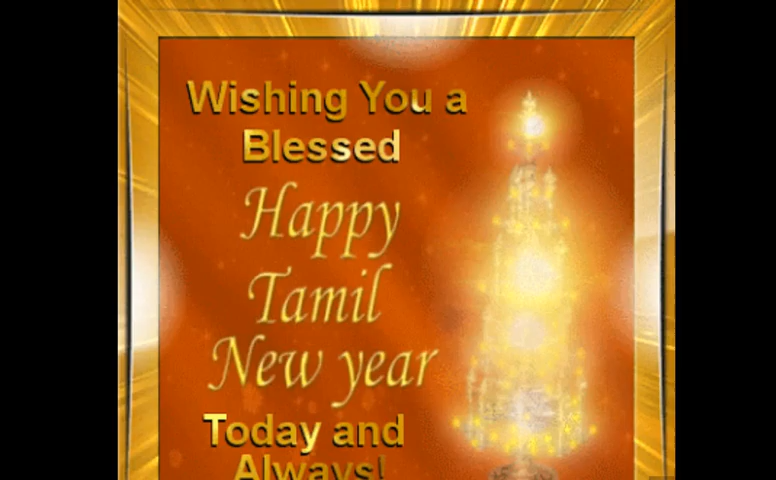 Wishing You a
Blessed
Happy
Tamil
New year
Today and
Always!